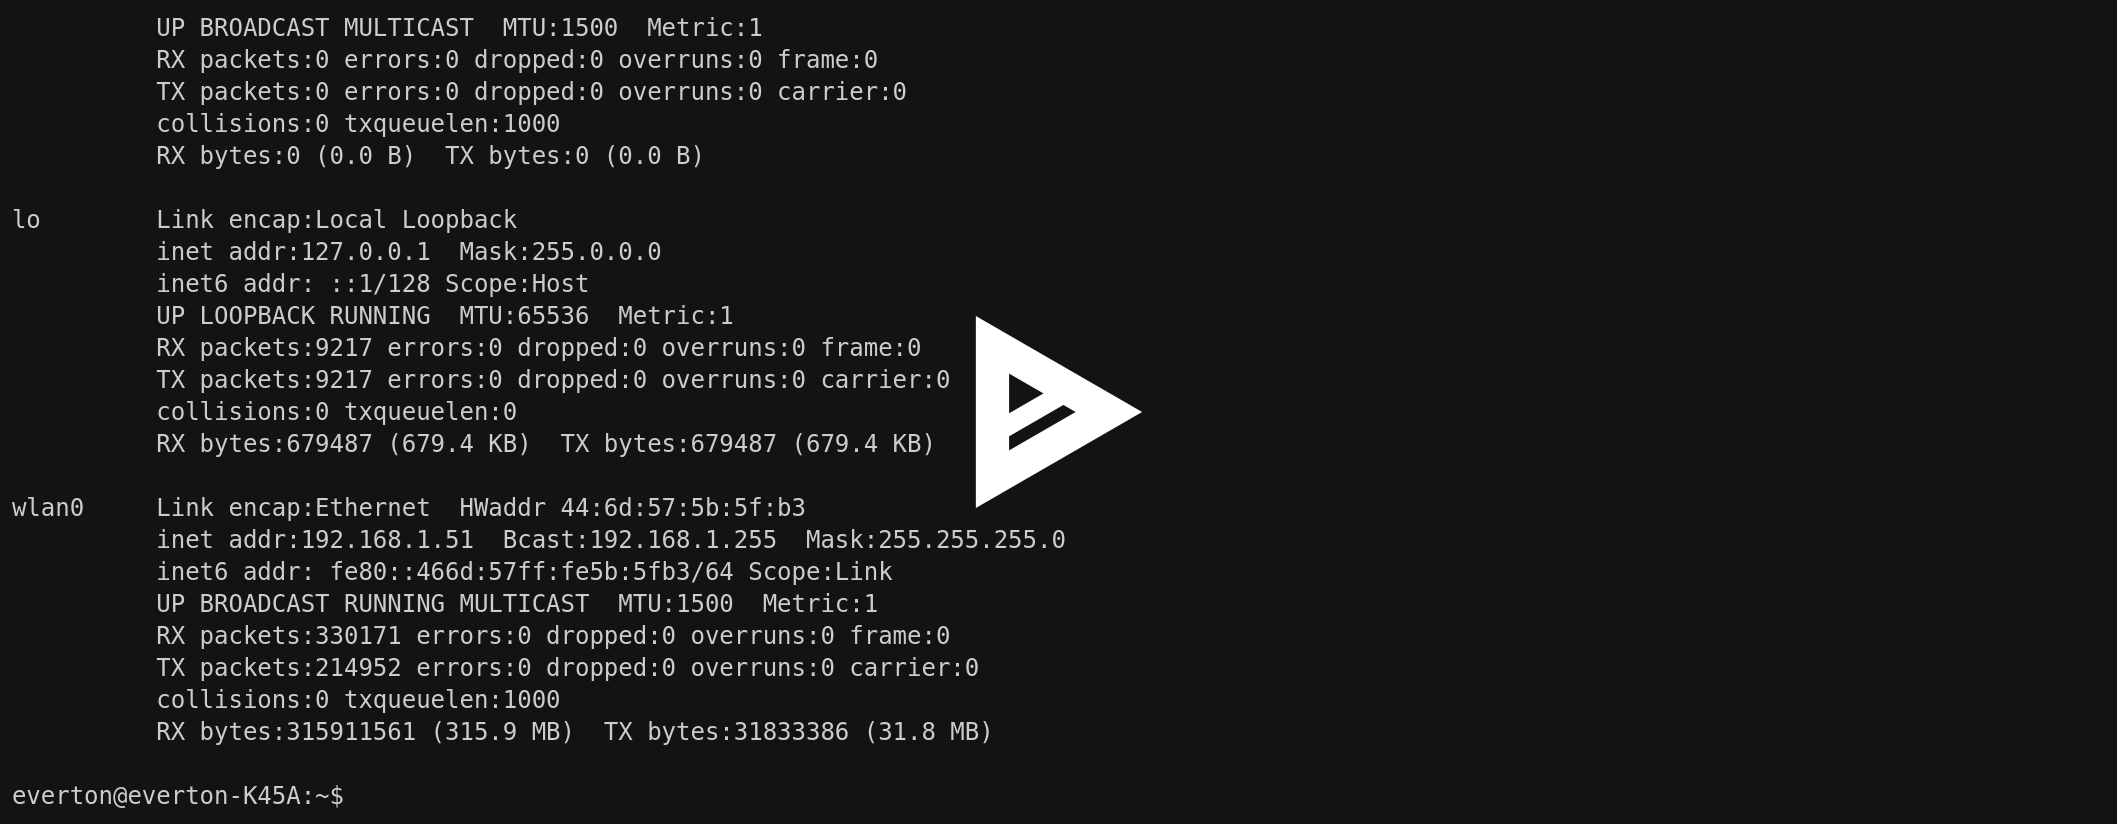 UP BROADCAST MULTICAST  MTU:1500  Metric:1
RX packets:0 errors:0 dropped:0 overruns:0 frame:0
TX packets:0 errors:0 dropped:0 overruns:0 carrier:0
collisions:0 txqueuelen:1000
RX bytes:0 (0.0 B)  TX bytes:0 (0.0 B)

lo        Link encap:Local Loopback
          inet addr:127.0.0.1  Mask:255.0.0.0
          inet6 addr: ::1/128 Scope:Host
          UP LOOPBACK RUNNING  MTU:65536  Metric:1
          RX packets:9217 errors:0 dropped:0 overruns:0 frame:0
          TX packets:9217 errors:0 dropped:0 overruns:0 carrier:0
          collisions:0 txqueuelen:0
          RX bytes:679487 (679.4 KB)  TX bytes:679487 (679.4 KB)

wlan0     Link encap:Ethernet  HWaddr 44:6d:57:5b:5f:b3
          inet addr:192.168.1.51  Bcast:192.168.1.255  Mask:255.255.255.0
          inet6 addr: fe80::466d:57ff:fe5b:5fb3/64 Scope:Link
          UP BROADCAST RUNNING MULTICAST  MTU:1500  Metric:1
          RX packets:330171 errors:0 dropped:0 overruns:0 frame:0
          TX packets:214952 errors:0 dropped:0 overruns:0 carrier:0
          collisions:0 txqueuelen:1000
          RX bytes:315911561 (315.9 MB)  TX bytes:31833386 (31.8 MB)

everton@everton-K45A:~$